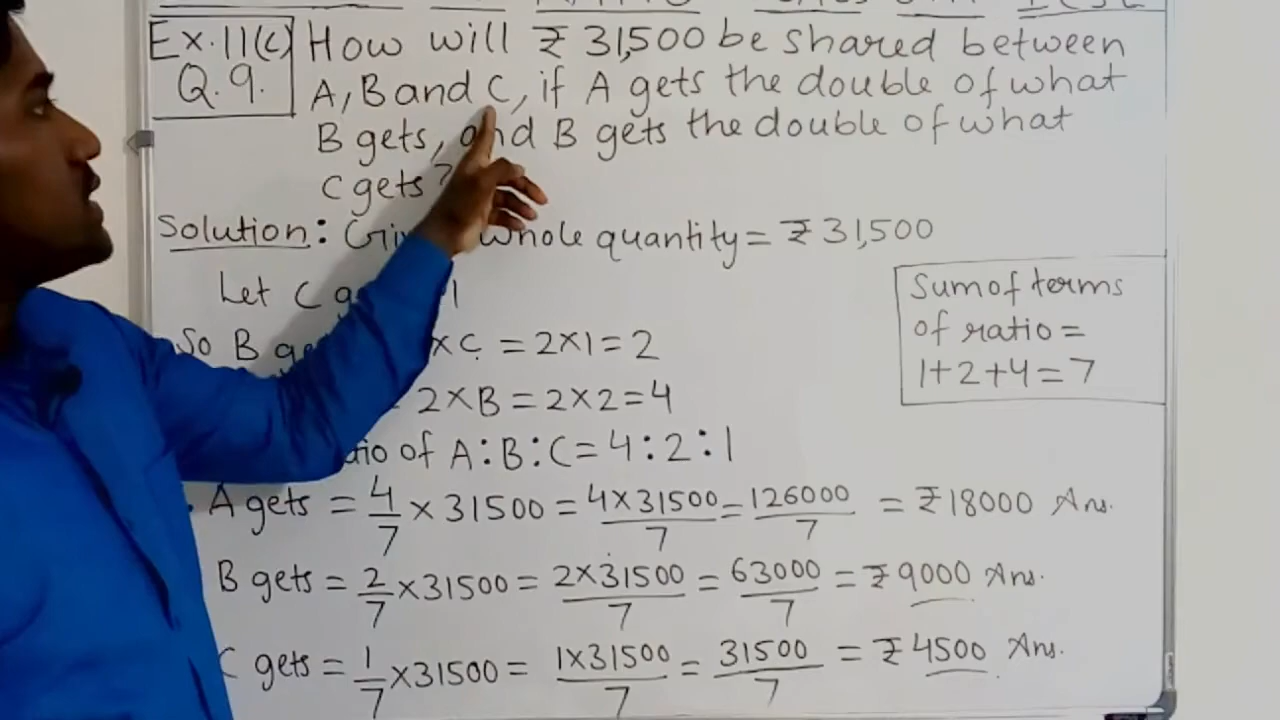 Ex.11(c) How will ₹ 31,500 be shared between
Q.9. A, B and C, if A gets the double of what
B gets, and B gets the double of what
C gets?
Solution: whole quantity = ₹ 31,500
Let C 1
So B ×C = 2×1 = 2
2×B = 2×2 = 4
of A:B:C = 4:2:1
Sum of terms
of ratio =
1+2+4=7
A gets = 4/7 × 31500 = 4×31500/7 = 126000/7 = ₹18000 Ans.
B gets = 2/7 ×31500 = 2×31500/7 = 63000/7 = ₹9000 Ans.
C gets = 1/7 ×31500 = 1×31500/7 = 31500/7 = ₹4500 Ans.